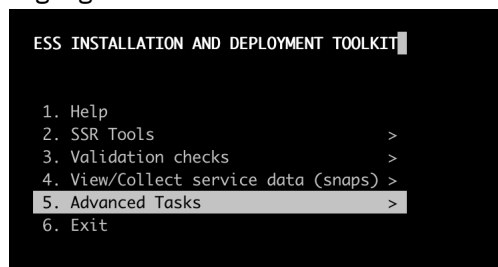 ESS INSTALLATION AND DEPLOYMENT TOOLKIT
1. Help
2. SSR Tools >
3. Validation checks >
4. View/Collect service data (snaps) >
5. Advanced Tasks >
6. Exit